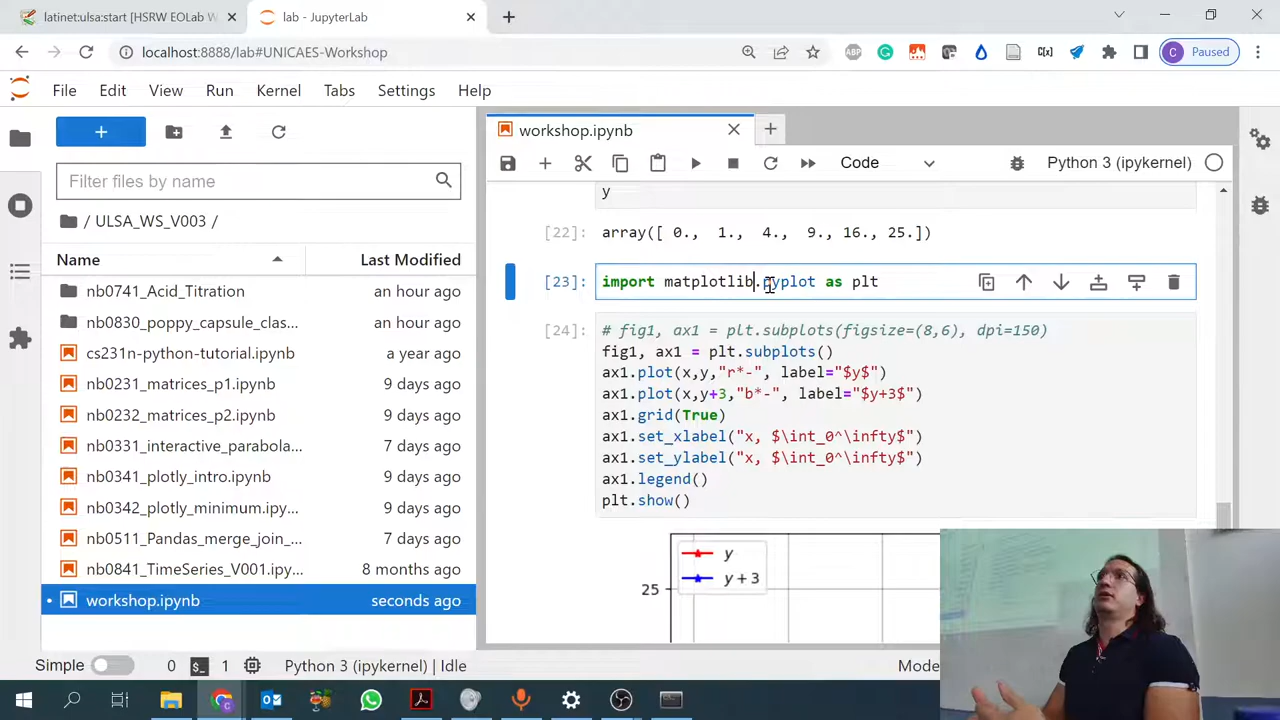 latinet:ulsa:start [HSRW EOLab W
lab - JupyterLab
localhost:8888/lab#UNICAES-Workshop
ABP
C[x]
C
Paused
File Edit View Run Kernel Tabs Settings Help
workshop.ipynb
Filter files by name
Code
Python 3 (ipykernel)
/ ULSA_WS_V003 /
Name
Last Modified
nb0741_Acid_Titration an hour ago
nb0830_poppy_capsule_clas... an hour ago
cs231n-python-tutorial.ipynb a year ago
nb0231_matrices_p1.ipynb 9 days ago
nb0232_matrices_p2.ipynb 9 days ago
nb0331_interactive_parabola... 7 days ago
nb0341_plotly_intro.ipynb 9 days ago
nb0342_plotly_minimum.ipy... 9 days ago
nb0511_Pandas_merge_join_... 7 days ago
nb0841_TimeSeries_V001.ipy... 8 months ago
workshop.ipynb seconds ago
y
[22]: array([ 0., 1., 4., 9., 16., 25.])
[23]: import matplotlib.pyplot as plt
[24]: # fig1, ax1 = plt.subplots(figsize=(8,6), dpi=150)
fig1, ax1 = plt.subplots()
ax1.plot(x,y,"r*-", label="$y$")
ax1.plot(x,y+3,"b*-", label="$y+3$")
ax1.grid(True)
ax1.set_xlabel("x, $\int_0^\infty$")
ax1.set_ylabel("x, $\int_0^\infty$")
ax1.legend()
plt.show()
y
y + 3
25
Simple 0 $_ 1 Python 3 (ipykernel) | Idle
Mode